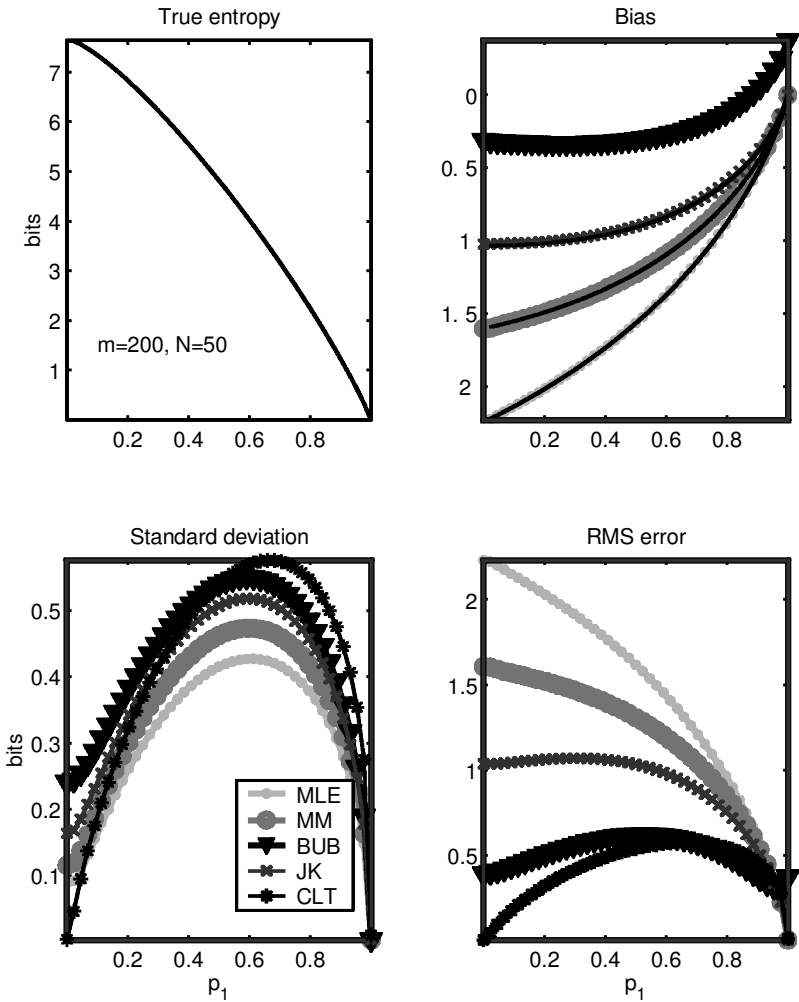 True entropy
7
6
5
4
3
2
1
bits
m=200, N=50
0.2 0.4 0.6 0.8
Bias
0
0.5
1
1. 5
2
0.2 0.4 0.6 0.8
Standard deviation
0.5
0.4
0.3
0.2
0.1
bits
MLE
MM
BUB
JK
CLT
0.2 0.4 0.6 0.8
p1
RMS error
2
1.5
1
0.5
0.2 0.4 0.6 0.8
p1